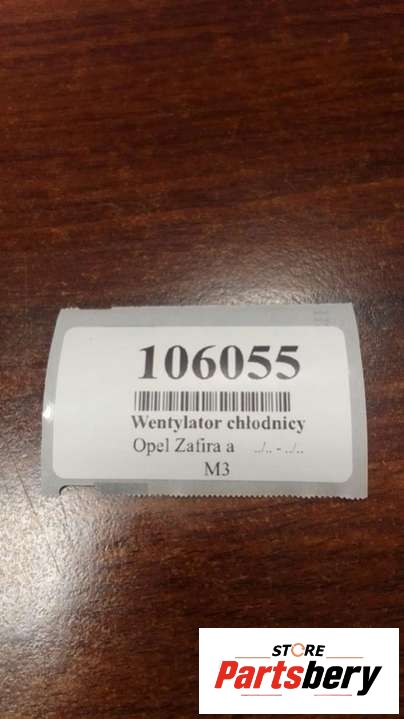 106055
Wentylator chłodnicy
Opel Zafira a ../.. - ../..
M3
STORE
Partsbery